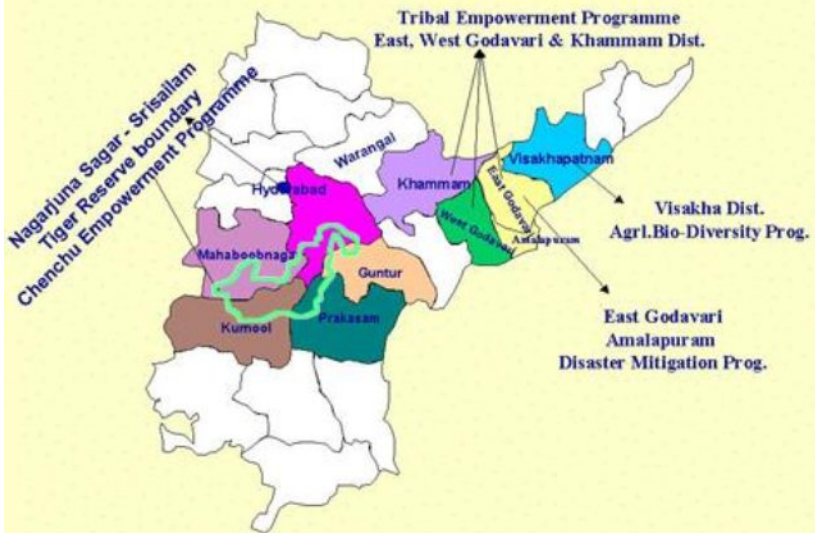 Tribal Empowerment Programme
East, West Godavari & Khammam Dist.
Nagarjuna Sagar - Srisailam
Tiger Reserve boundary
Chenchu Empowerment Programme
Warangal
Visakhapatnam
Khammam
Hyderabad
East Godavari
West Godavari
Amalapuram
Visakha Dist.
Agrl.Bio-Diversity Prog.
Mahaboobnagar
Guntur
Prakasam
Kurnool
East Godavari
Amalapuram
Disaster Mitigation Prog.